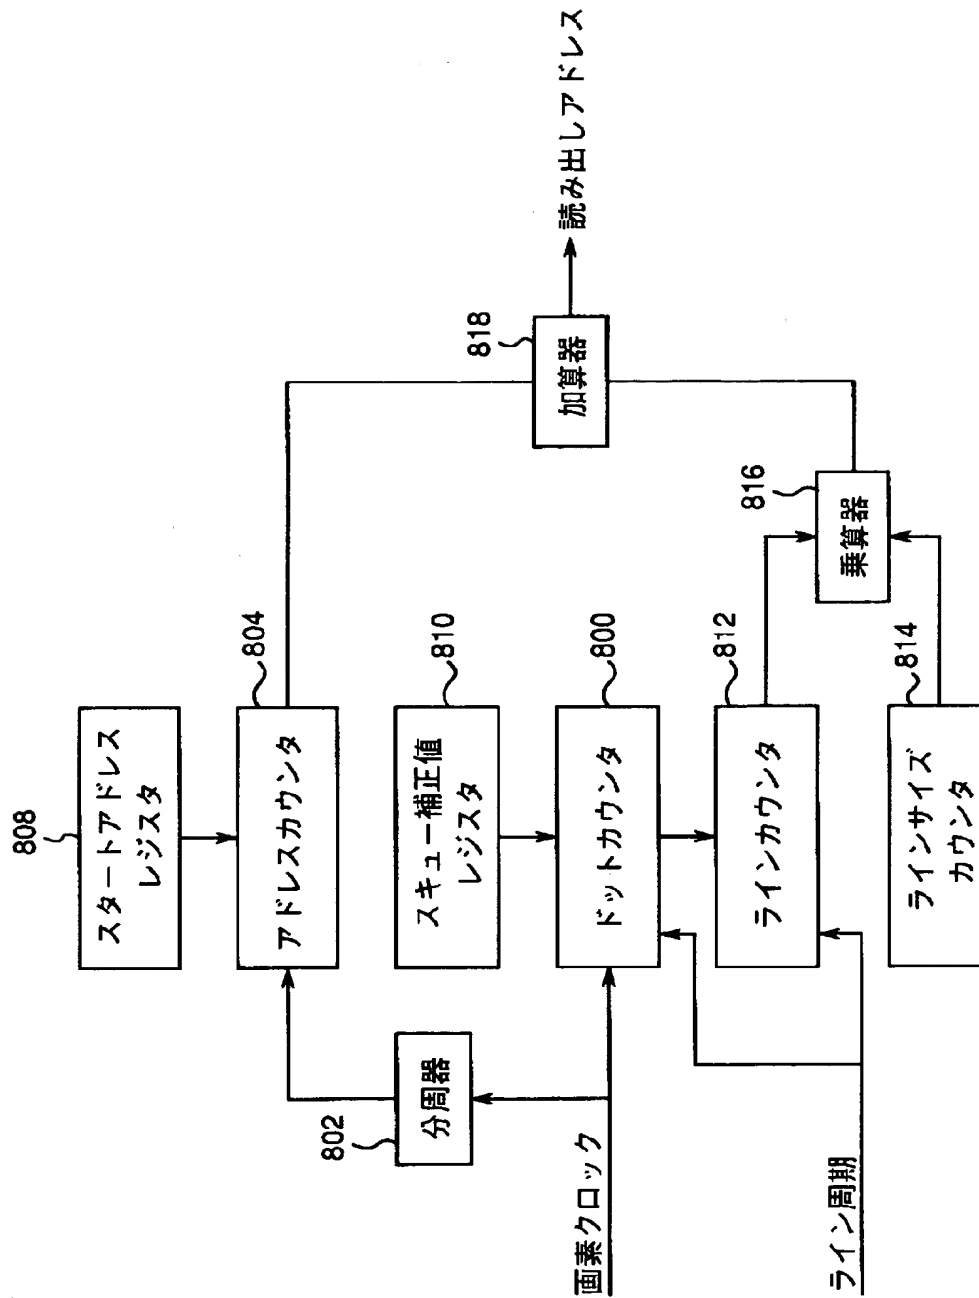 808
スタートアドレス
レジスタ
804
アドレスカウンタ
810
スキュー補正値
レジスタ
800
ドットカウンタ
812
ラインカウンタ
814
ラインサイズ
カウンタ
802
分周器
画素クロック
ライン周期
816
乗算器
818
加算器
読み出しアドレス